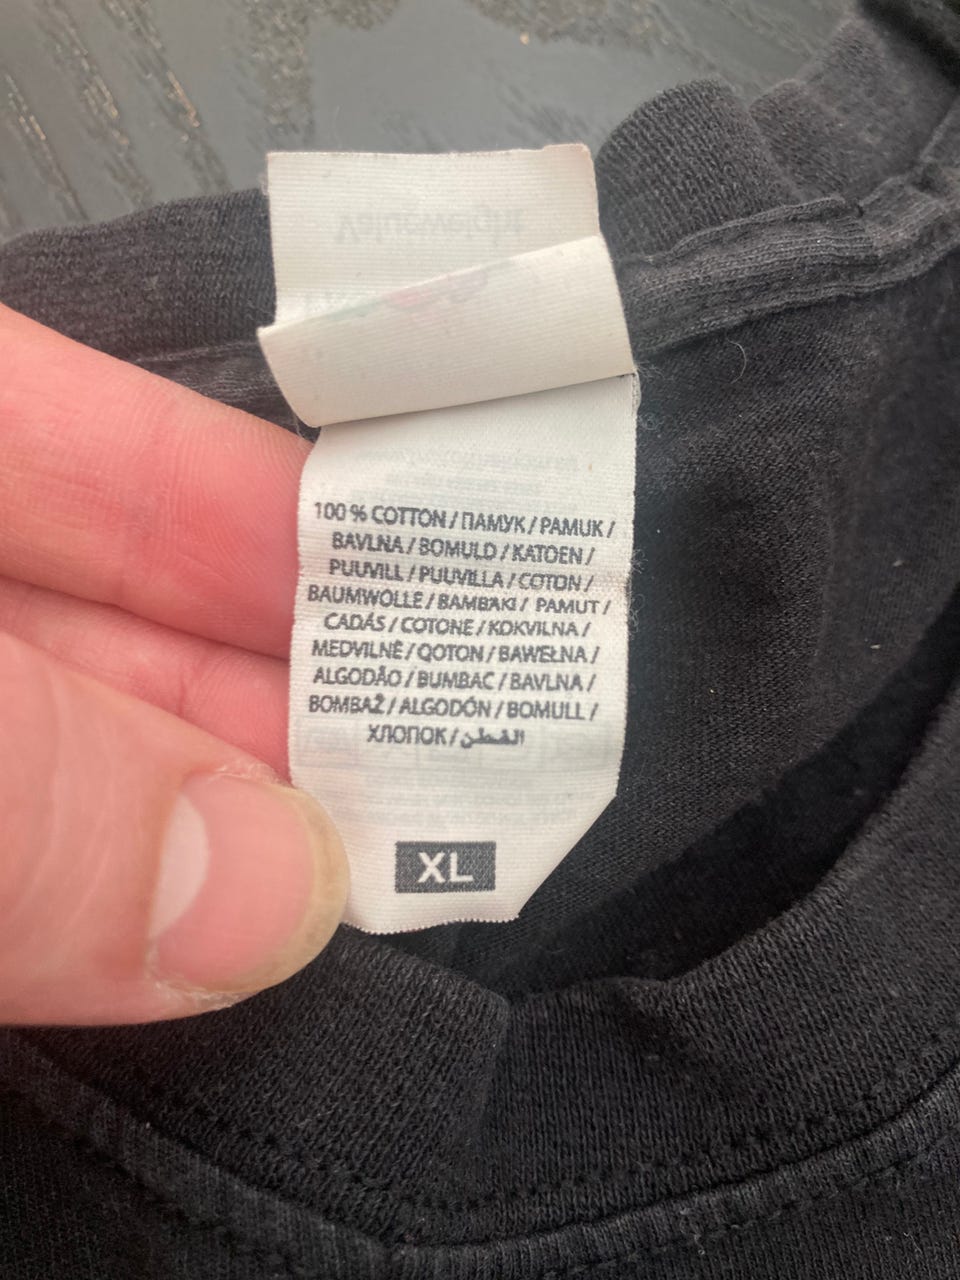 Valueweight
100 % COTTON / ПАМУК / PAMUK /
BAVLNA / BOMULD / KATOEN /
PUUVILL / PUUVILLA / COTON /
BAUMWOLLE / BAMBAKI / PAMUT /
CADÁS / COTONE / KOKVILNA /
MEDVILNĖ / QOTON / BAWEŁNA /
ALGODÃO / BUMBAC / BAVLNA /
BOMBAŽ / ALGODÓN / BOMULL /
ХЛОПОК / القطن
XL